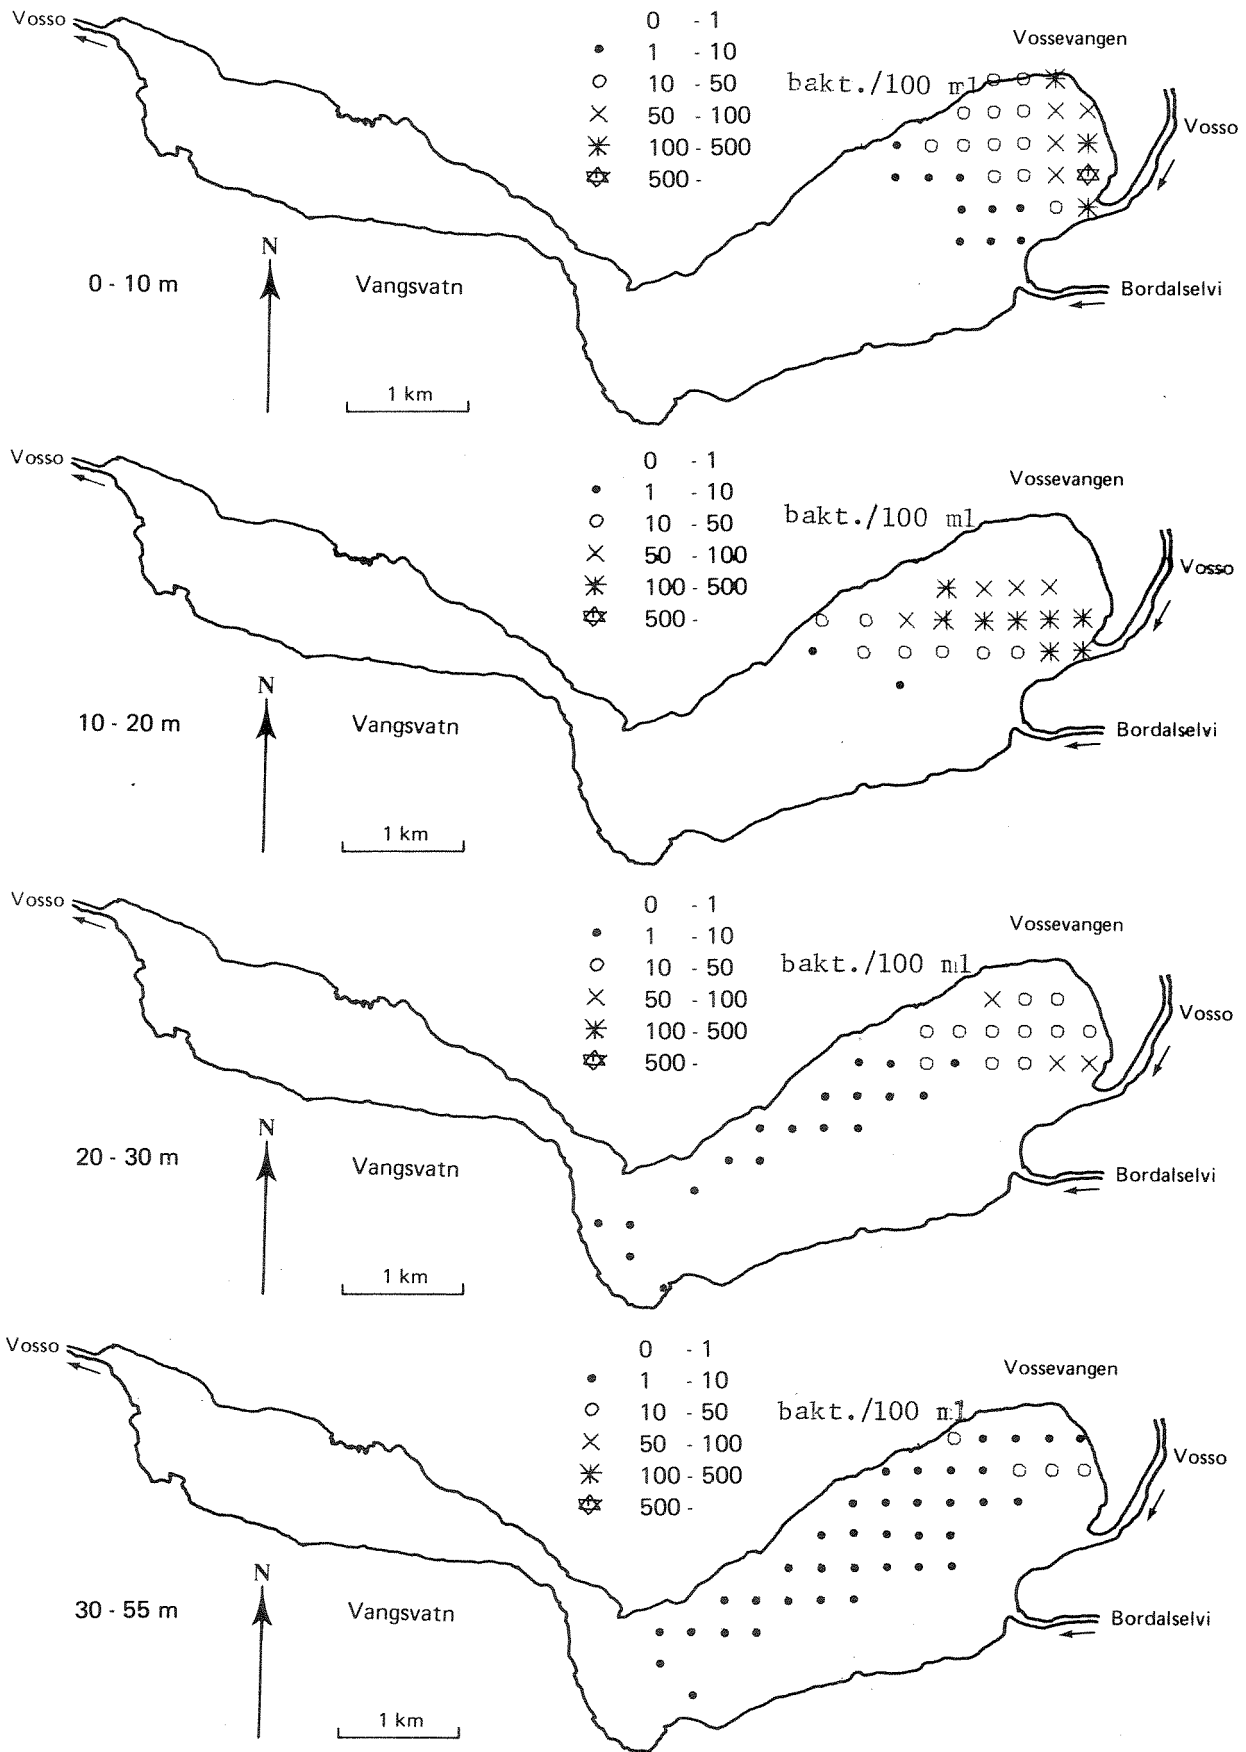 Vosso
0 - 1
Vossevangen
1 - 10
10 - 50 bakt./100 ml
50 - 100
Vosso
100 - 500
500 -
N
0 - 10 m
Vangsvatn
Bordalselvi
1 km
Vosso
0 - 1
Vossevangen
1 - 10
10 - 50 bakt./100 ml
50 - 100
Vosso
100 - 500
500 -
N
10 - 20 m
Vangsvatn
Bordalselvi
1 km
Vosso
0 - 1
Vossevangen
1 - 10
10 - 50 bakt./100 ml
50 - 100
Vosso
100 - 500
500 -
N
20 - 30 m
Vangsvatn
Bordalselvi
1 km
Vosso
0 - 1
Vossevangen
1 - 10
10 - 50 bakt./100 ml
50 - 100
Vosso
100 - 500
500 -
N
30 - 55 m
Vangsvatn
Bordalselvi
1 km